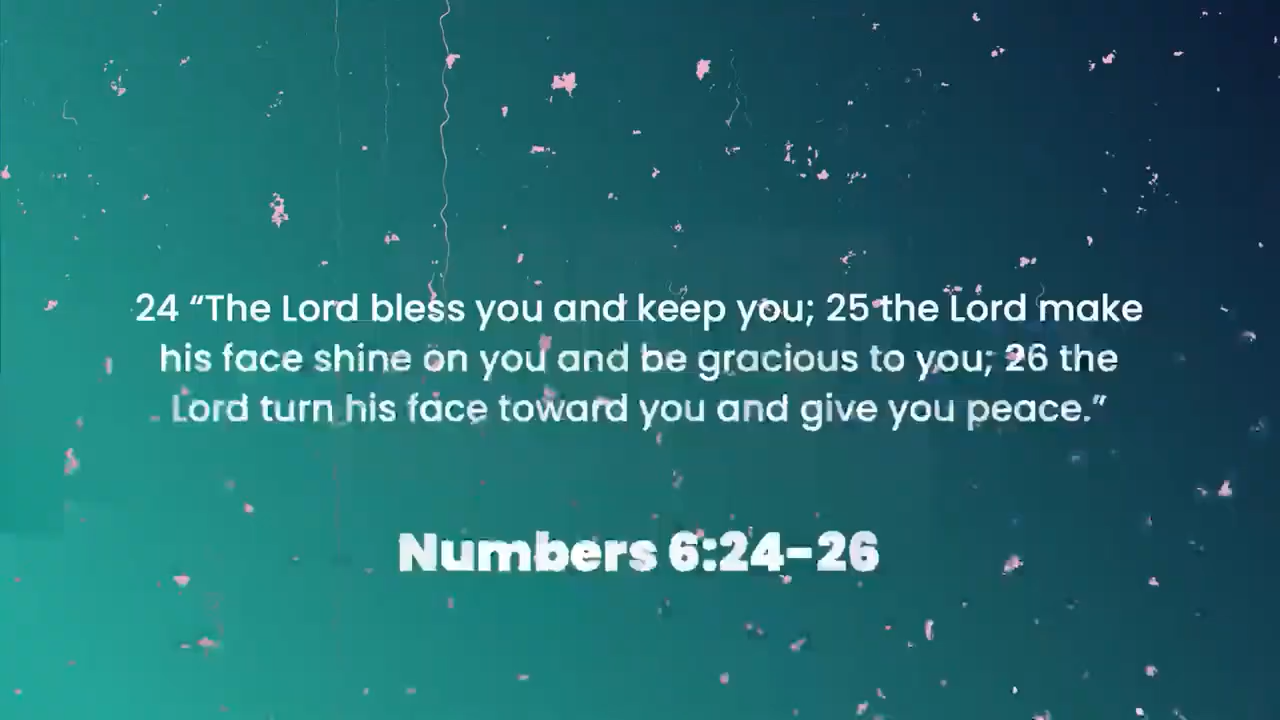 24 “The Lord bless you and keep you; 25 the Lord make
his face shine on you and be gracious to you; 26 the
Lord turn his face toward you and give you peace.”
Numbers 6:24-26